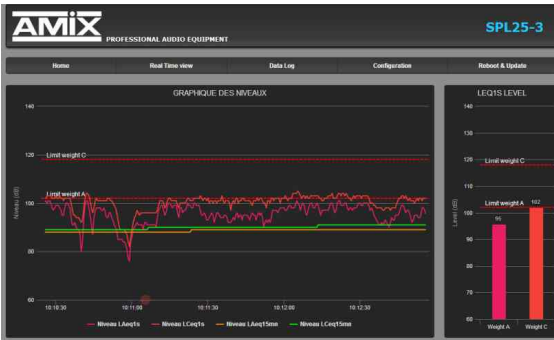 AMIX
PROFESSIONAL AUDIO EQUIPMENT
SPL25-3
Home
Real Time view
Data Log
Configuration
Reboot & Update
GRAPHIQUE DES NIVEAUX
140
120
100
80
60
Niveau (dB)
Limit weight C
Limit weight A
10:10:30
10:11:00
10:11:30
10:12:00
10:12:30
Niveau LAeq1s
Niveau LCeq1s
Niveau LAeq15mn
Niveau LCeq15mn
LEQ1S LEVEL
140
130
120
110
100
90
80
70
60
Level (dB)
Limit weight C
Limit weight A
95
102
Weight A
Weight C